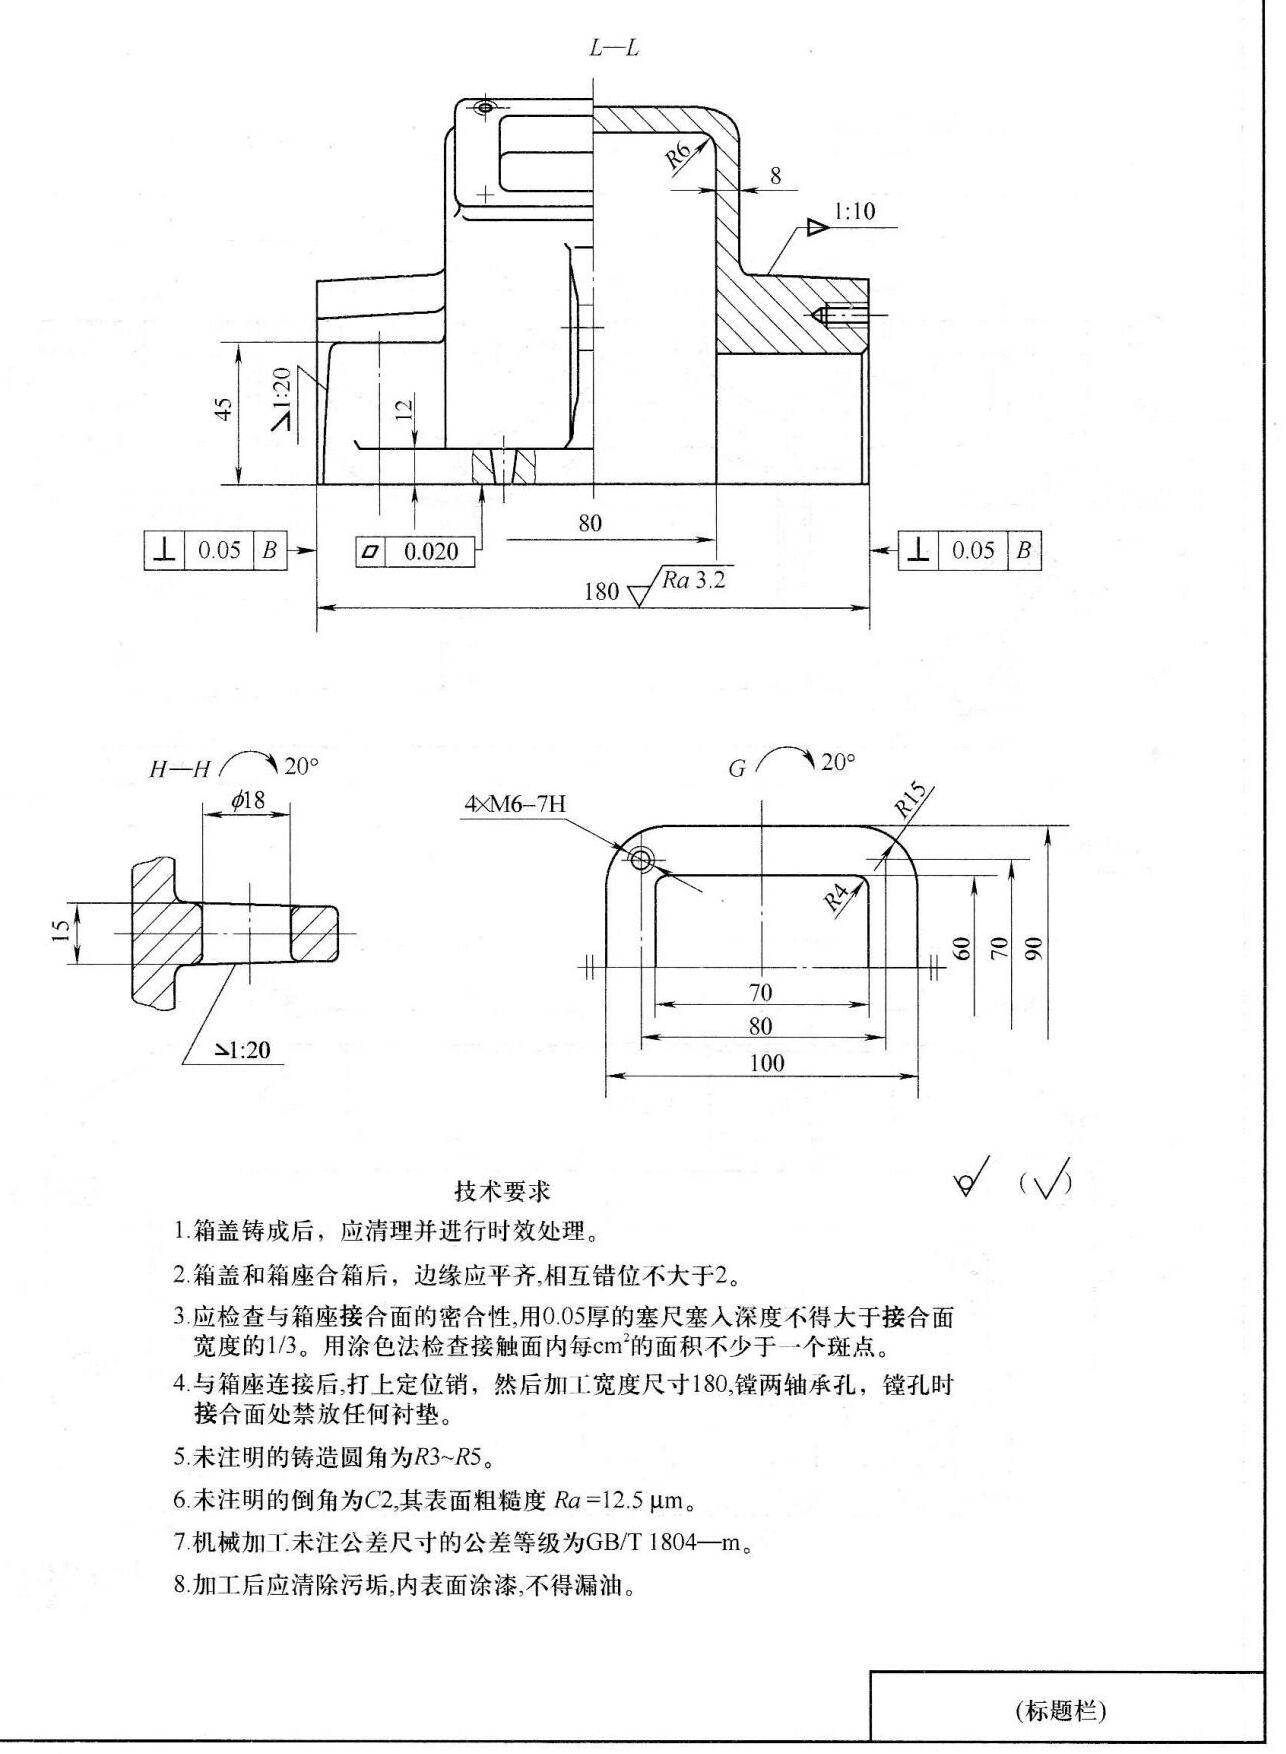 L—L
R6
8
1:10
45
1:20
12
80
⊥ 0.05 B
▱ 0.020
⊥ 0.05 B
180 Ra 3.2
H—H 20°
G 20°
φ18
4×M6-7H
R15
R4
15
60
70
90
70
80
100
1:20
技术要求
(√)
1.箱盖铸成后，应清理并进行时效处理。
2.箱盖和箱座合箱后，边缘应平齐,相互错位不大于2。
3.应检查与箱座接合面的密合性,用0.05厚的塞尺塞入深度不得大于接合面
宽度的1/3。用涂色法检查接触面内每cm²的面积不少于一个斑点。
4.与箱座连接后,打上定位销，然后加工宽度尺寸180,镗两轴承孔，镗孔时
接合面处禁放任何衬垫。
5.未注明的铸造圆角为R3~R5。
6.未注明的倒角为C2,其表面粗糙度 Ra =12.5 μm。
7.机械加工未注公差尺寸的公差等级为GB/T 1804—m。
8.加工后应清除污垢,内表面涂漆,不得漏油。
(标题栏)